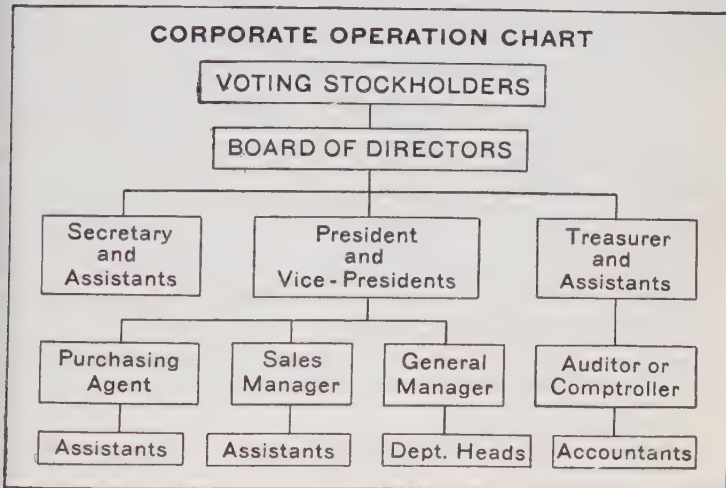 CORPORATE OPERATION CHART
VOTING STOCKHOLDERS
BOARD OF DIRECTORS
Secretary
and
Assistants
President
and
Vice-Presidents
Treasurer
and
Assistants
Purchasing
Agent
Sales
Manager
General
Manager
Auditor or
Comptroller
Assistants
Assistants
Dept. Heads
Accountants